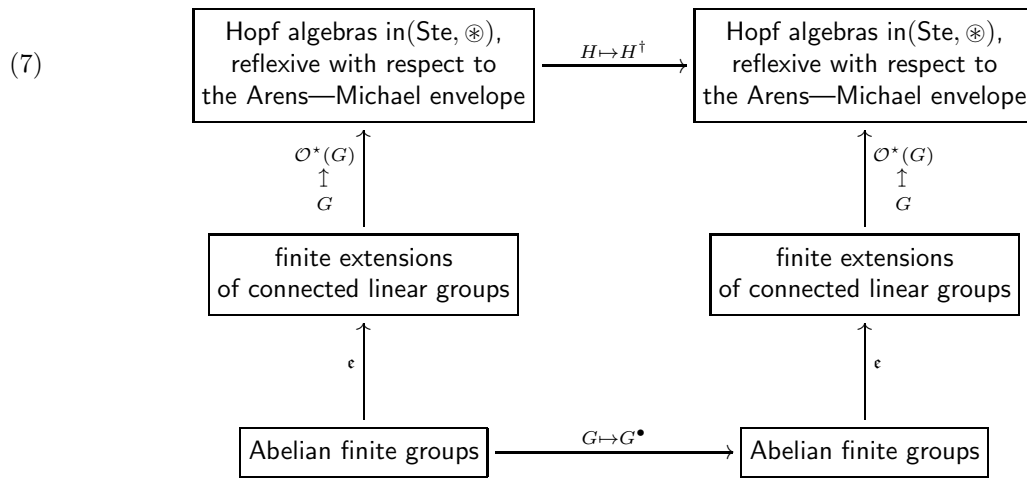 (7)
Hopf algebras in(Ste, ⊛),
reflexive with respect to
the Arens—Michael envelope
H↦H†
Hopf algebras in(Ste, ⊛),
reflexive with respect to
the Arens—Michael envelope
𝒪⋆(G)
↥
G
𝒪⋆(G)
↥
G
finite extensions
of connected linear groups
finite extensions
of connected linear groups
𝔢
𝔢
Abelian finite groups
G↦G•
Abelian finite groups